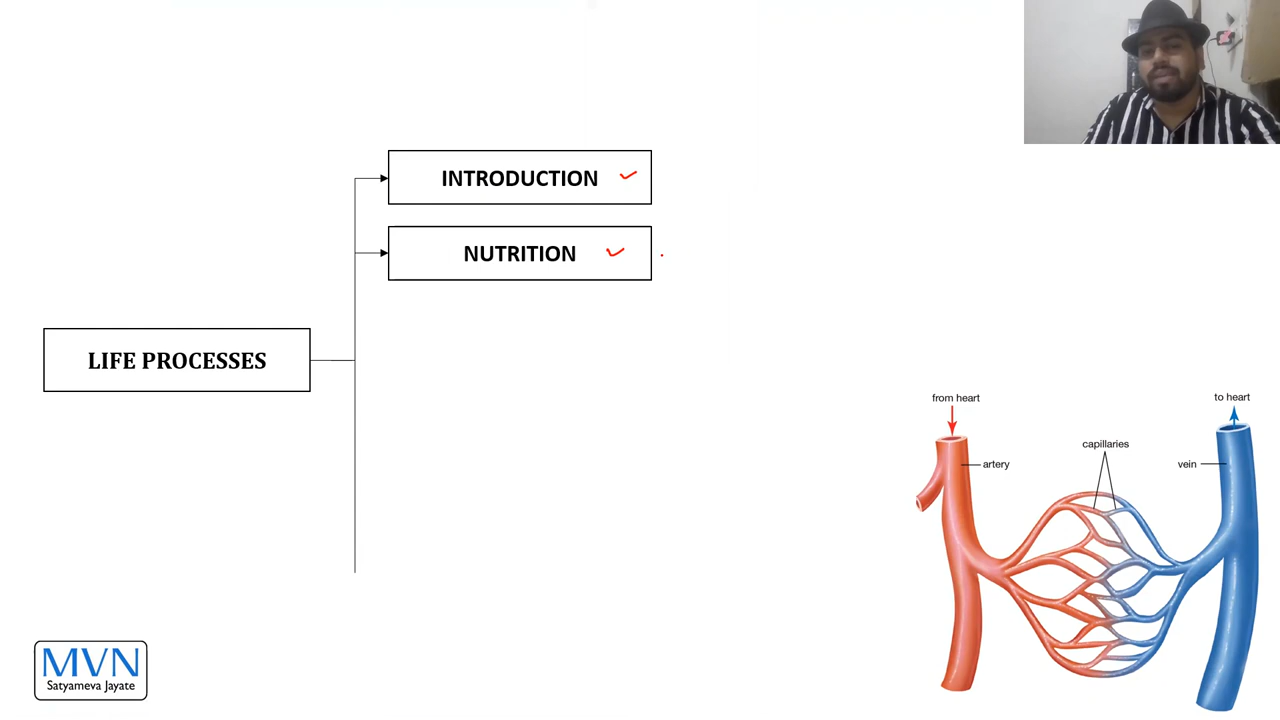 INTRODUCTION
NUTRITION
LIFE PROCESSES
from heart
to heart
capillaries
artery
vein
MVN
Satyameva Jayate